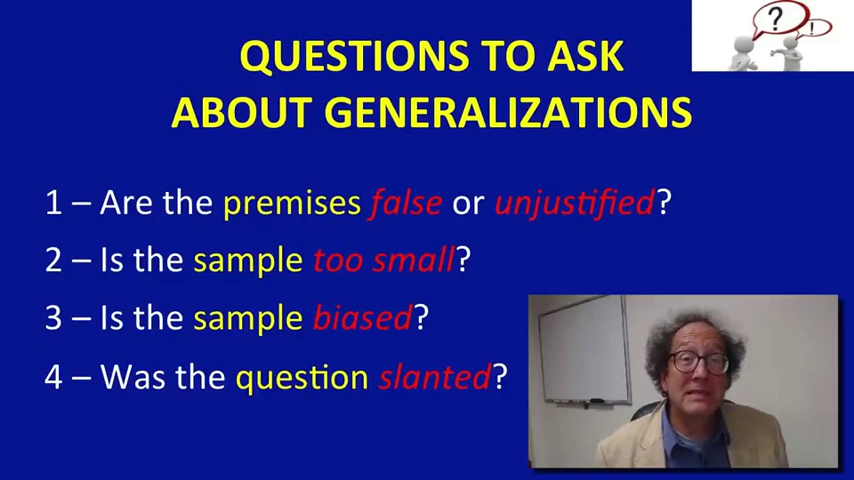 QUESTIONS TO ASK
ABOUT GENERALIZATIONS
? !
1 – Are the premises false or unjustified?
2 – Is the sample too small?
3 – Is the sample biased?
4 – Was the question slanted?